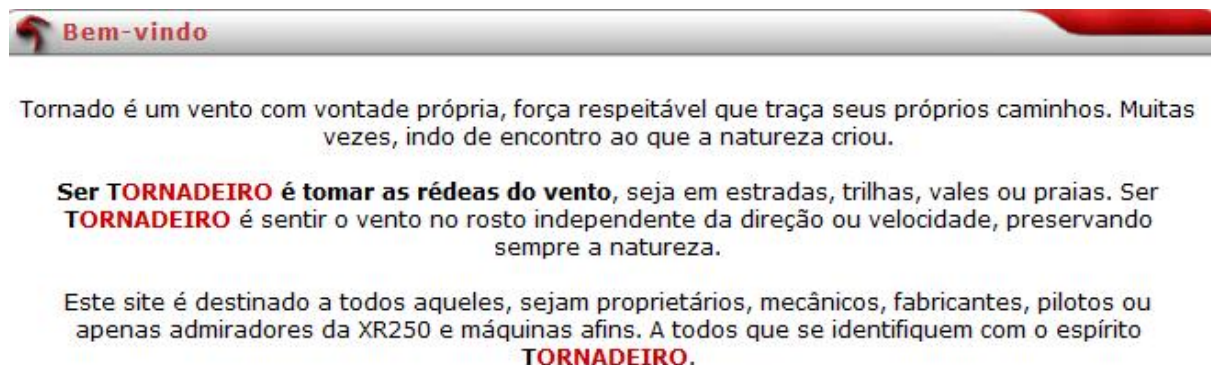 Bem-vindo
Tornado é um vento com vontade própria, força respeitável que traça seus próprios caminhos. Muitas
vezes, indo de encontro ao que a natureza criou.
Ser TORNADEIRO é tomar as rédeas do vento, seja em estradas, trilhas, vales ou praias. Ser
TORNADEIRO é sentir o vento no rosto independente da direção ou velocidade, preservando
sempre a natureza.
Este site é destinado a todos aqueles, sejam proprietários, mecânicos, fabricantes, pilotos ou
apenas admiradores da XR250 e máquinas afins. A todos que se identifiquem com o espírito
TORNADEIRO.